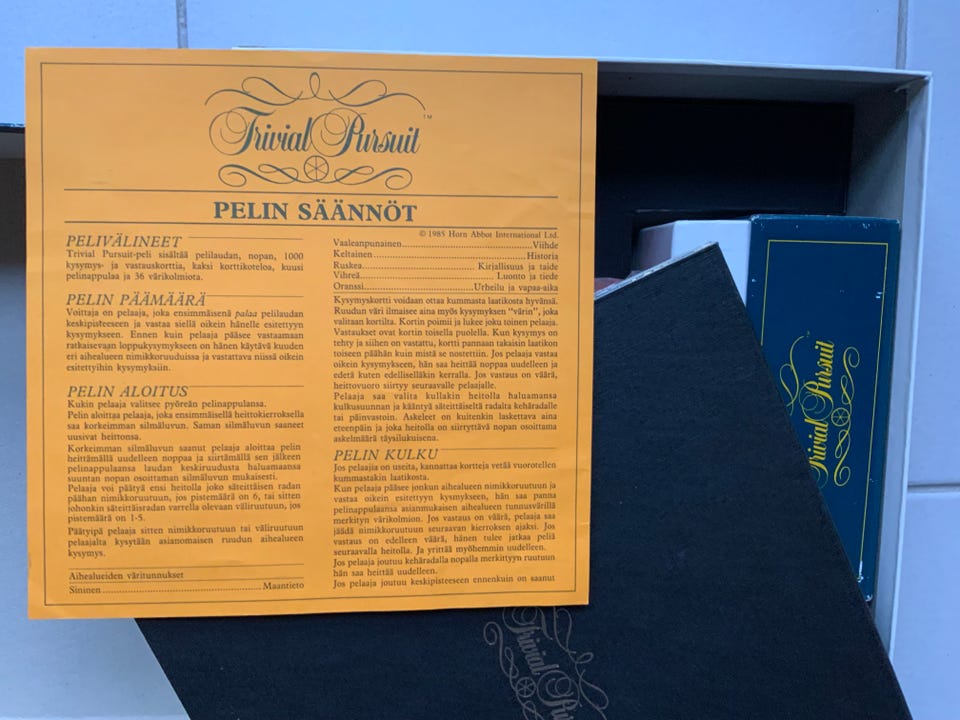 Trivial Pursuit™
PELIN SÄÄNNÖT
PELIVÄLINEET
Trivial Pursuit-peli sisältää pelilaudan, nopan, 1000
kysymys- ja vastauskorttia, kaksi korttikoteloa, kuusi
pelinappulaa ja 36 värikolmiota.
PELIN PÄÄMÄÄRÄ
Voittaja on pelaaja, joka ensimmäisenä palaa pelilaudan
keskipisteeseen ja vastaa siellä oikein hänelle esitettyyn
kysymykseen. Ennen kuin pelaaja pääsee vastaamaan
ratkaisevaan loppukysymykseen on hänen käytävä kuuden
eri aihealueen nimikkoruuduissa ja vastattava niissä oikein
esitettyihin kysymyksiin.
PELIN ALOITUS
Kukin pelaaja valitsee pyöreän pelinappulansa.
Pelin aloittaa pelaaja, joka ensimmäisellä heittokierroksella
saa korkeimman silmäluvun. Saman silmäluvun saaneet
uusivat heittonsa.
Korkeimman silmäluvun saanut pelaaja aloittaa pelin
heittämällä uudelleen noppaa ja siirtämällä sen jälkeen
pelinappulansa laudan keskiruudusta haluamaansa
suuntan nopan osoittaman silmäluvun mukaisesti.
Pelaaja voi päätyä ensi heitolla joko säteittäisen radan
päähan nimikkoruutuun, jos pistemäärä on 6, tai sitten
johonkin säteittäisradan varrella olevaan väliruutuun, jos
pistemäärä on 1-5.
Päätyipä pelaaja sitten nimikkoruutuun tai väliruutuun
pelaajalta kysytään asianomaisen ruudun aihealueen
kysymys.
Aihealueiden väritunnukset
Sininen ........ Maantieto
© 1985 Horn Abbot International Ltd.
Vaaleanpunainen ........ Viihde
Keltainen ........ Historia
Ruskea ........ Kirjallisuus ja taide
Vihreä ........ Luonto ja tiede
Oranssi ........ Urheilu ja vapaa-aika
Kysymyskortti voidaan ottaa kummasta laatikosta hyvänsä.
Ruudun väri ilmaisee aina myös kysymyksen "värin", joka
valitaan kortilta. Kortin poimii ja lukee joku toinen pelaaja.
Vastaukset ovat kortin toisella puolella. Kun kysymys on
tehty ja siihen on vastattu, kortti pannaan takaisin laatikon
toiseen päähän kuin mistä se nostettiin. Jos pelaaja vastaa
oikein kysymykseen, hän saa heittää noppaa uudelleen ja
edetä kuten edelliselläkin kerralla. Jos vastaus on väärä,
heittovuoro siirtyy seuraavalle pelaajalle.
Pelaaja saa valita kullakin heitolla haluamansa
kulkusuunnan ja kääntyä säteittäiseltä radalta kehäradalle
tai päinvastoin. Askeleet on kuitenkin laskettava aina
eteenpäin ja joka heitolla on siirryttävä nopan osoittama
askelmäärä täysilukuisena.
PELIN KULKU
Jos pelaajia on useita, kannattaa kortteja vetää vuorotellen
kummastakin laatikosta.
Kun pelaaja pääsee jonkun aihealueen nimikkoruutuun ja
vastaa oikein esitettyyn kysmykseen, hän saa panna
pelinappulaansa asianmukaisen aihealueen tunnusvärillä
merkityn värikolmion. Jos vastaus on väärä, pelaaja saa
jäädä nimikkoruutuun seuraavan kierroksen ajaksi. Jos
vastaus on edelleen väärä, hänen tulee jatkaa peliä
seuraavalla heitolla. Ja yrittää myöhemmin uudelleen.
Jos pelaaja joutuu kehäradalla nopalla merkittyyn ruutuun
hän saa heittää uudelleen.
Jos pelaaja joutuu keskipisteeseen ennenkuin on saanut
Trivial Pursuit
Trivial Pursuit